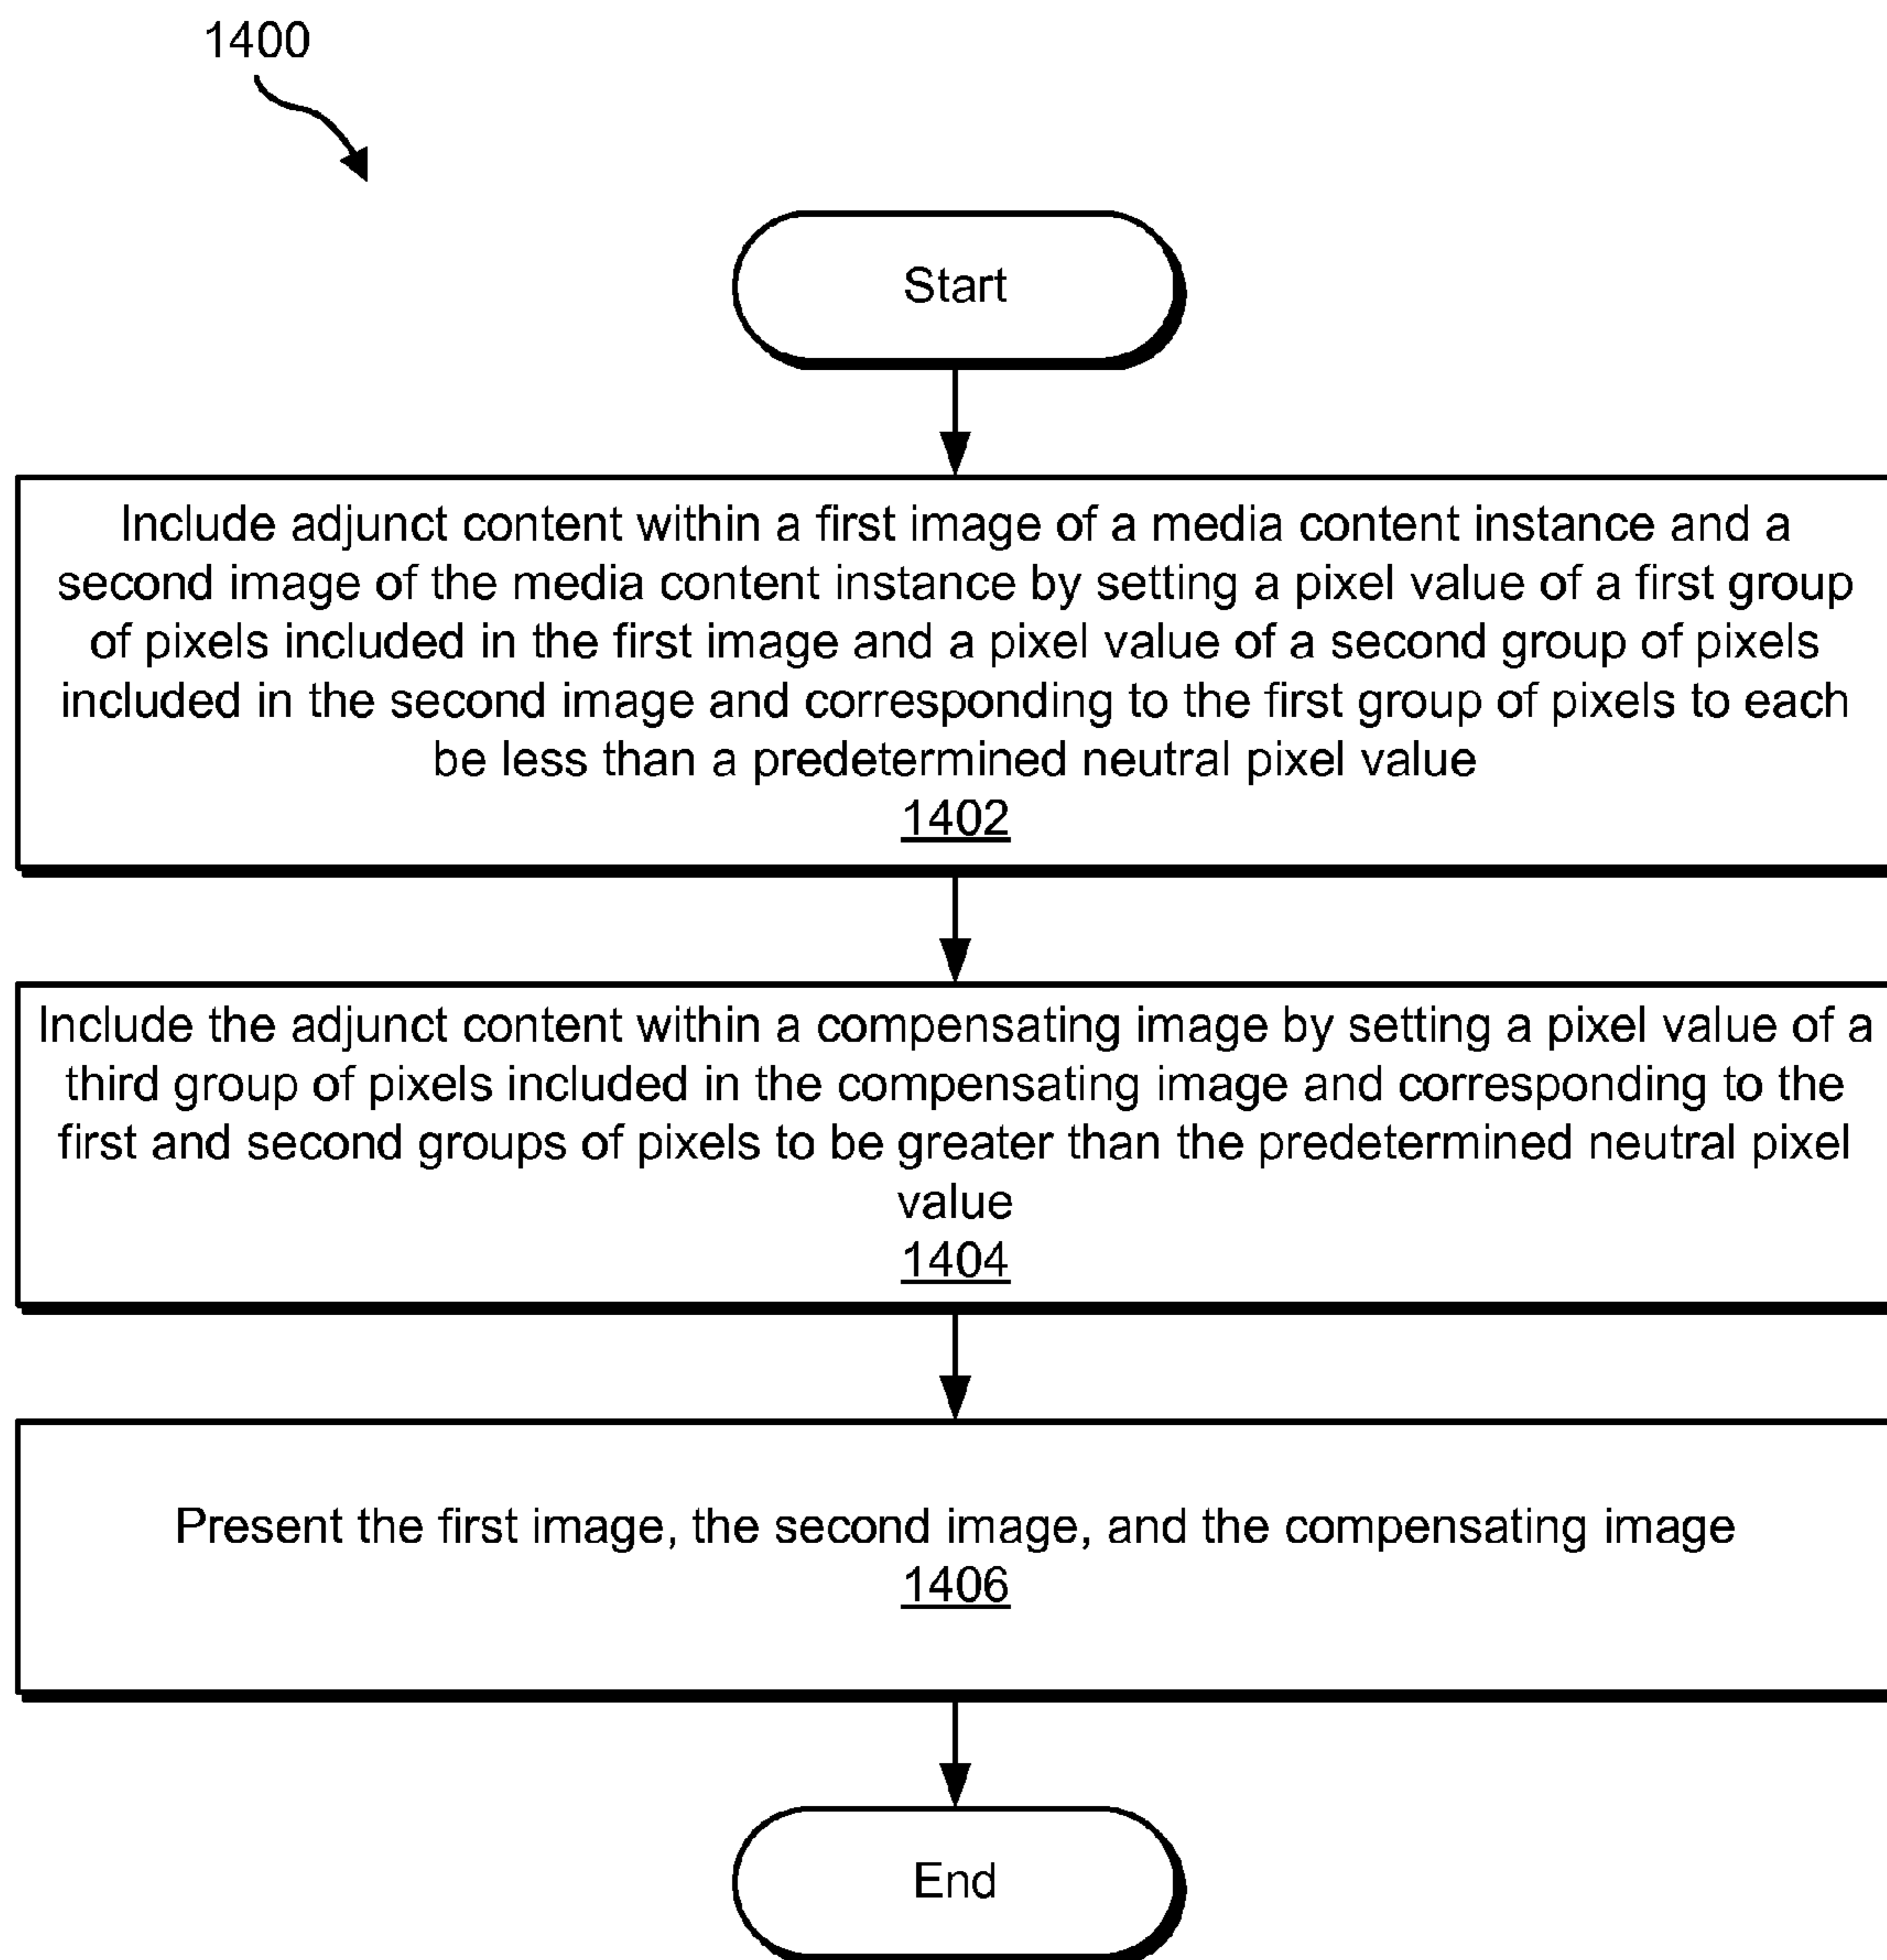 1400
Start
Include adjunct content within a first image of a media content instance and a
second image of the media content instance by setting a pixel value of a first group
of pixels included in the first image and a pixel value of a second group of pixels
included in the second image and corresponding to the first group of pixels to each
be less than a predetermined neutral pixel value
1402
Include the adjunct content within a compensating image by setting a pixel value of a
third group of pixels included in the compensating image and corresponding to the
first and second groups of pixels to be greater than the predetermined neutral pixel
value
1404
Present the first image, the second image, and the compensating image
1406
End